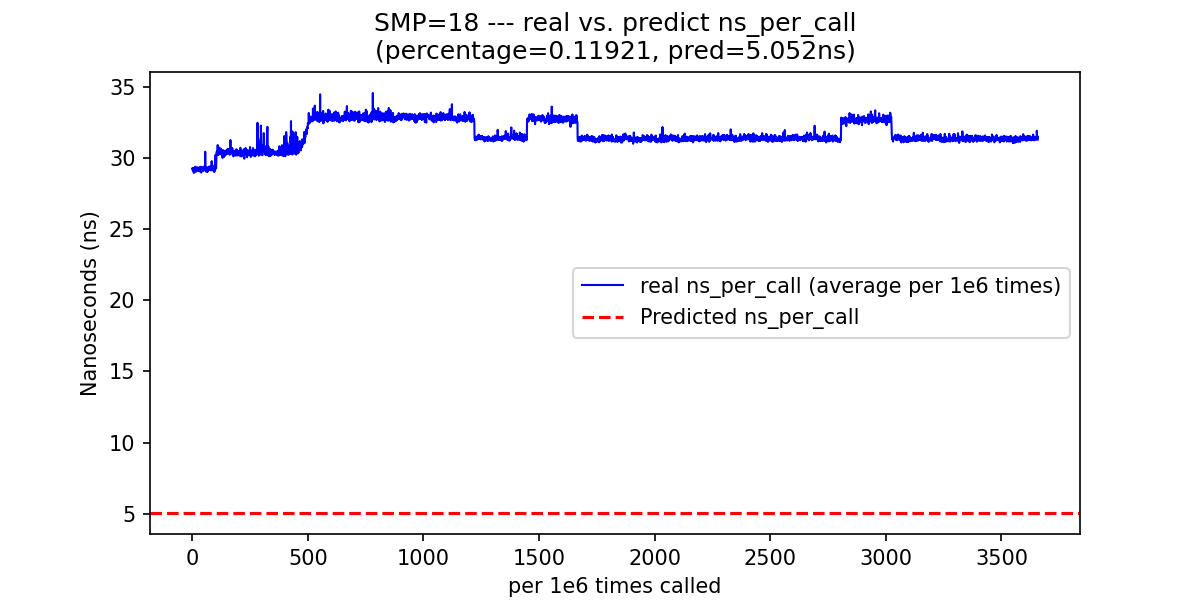 SMP=18 --- real vs. predict ns_per_call
(percentage=0.11921, pred=5.052ns)
35
30
25
20
15
10
5
Nanoseconds (ns)
real ns_per_call (average per 1e6 times)
Predicted ns_per_call
0 500 1000 1500 2000 2500 3000 3500
per 1e6 times called